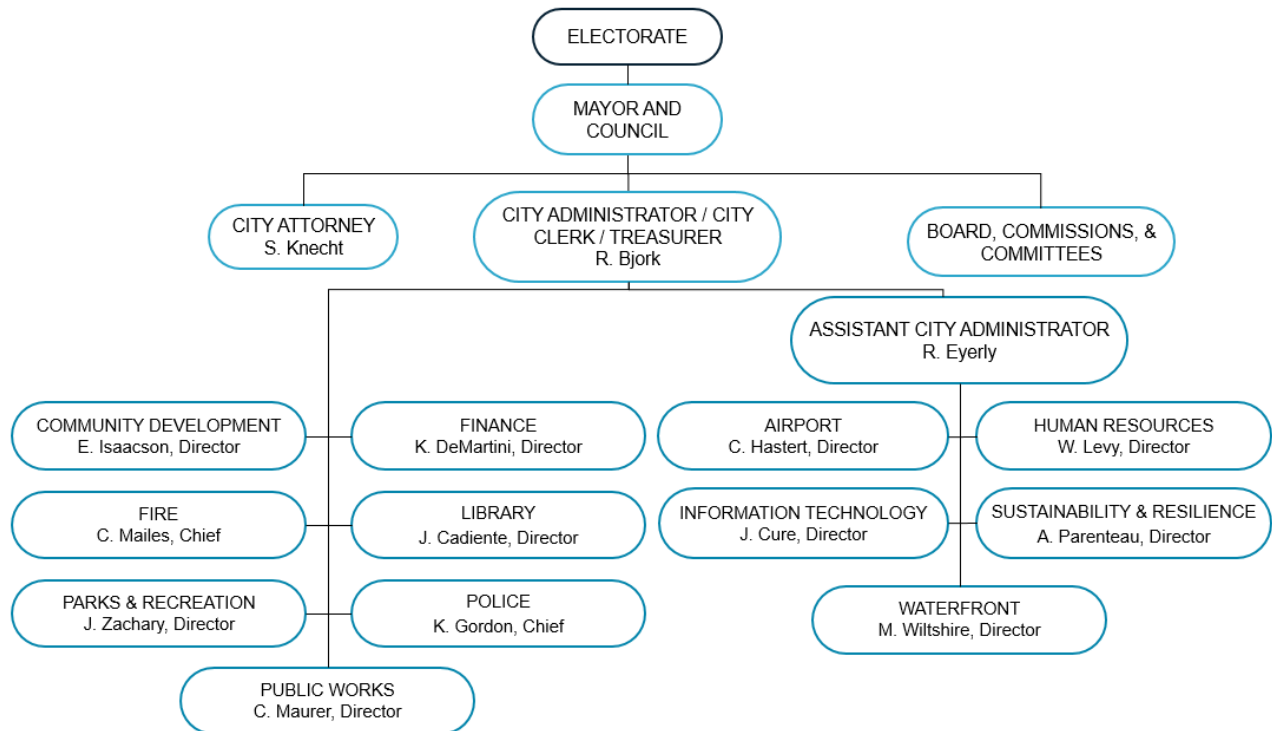 ELECTORATE
MAYOR AND
COUNCIL
CITY ATTORNEY
S. Knecht
CITY ADMINISTRATOR / CITY
CLERK / TREASURER
R. Bjork
BOARD, COMMISSIONS, &
COMMITTEES
ASSISTANT CITY ADMINISTRATOR
R. Eyerly
COMMUNITY DEVELOPMENT
E. Isaacson, Director
FINANCE
K. DeMartini, Director
AIRPORT
C. Hastert, Director
HUMAN RESOURCES
W. Levy, Director
FIRE
C. Mailes, Chief
LIBRARY
J. Cadiente, Director
INFORMATION TECHNOLOGY
J. Cure, Director
SUSTAINABILITY & RESILIENCE
A. Parenteau, Director
PARKS & RECREATION
J. Zachary, Director
POLICE
K. Gordon, Chief
WATERFRONT
M. Wiltshire, Director
PUBLIC WORKS
C. Maurer, Director